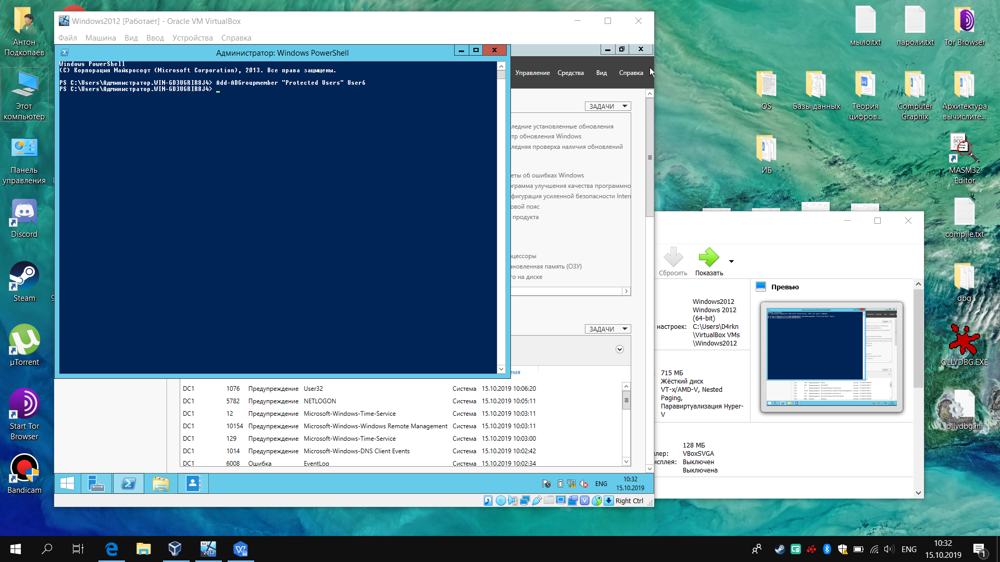 Антон
Подкопаев
Этот
компьютер
Панель
управления
Discord
Steam
µTorrent
Start Tor
Browser
Bandicam
Windows2012 [Работает] - Oracle VM VirtualBox
Файл Машина Вид Ввод Устройства Справка
Администратор: Windows PowerShell
Windows PowerShell
(C) Корпорация Майкрософт (Microsoft Corporation), 2013. Все права защищены.
PS C:\Users\Администратор.WIN-GD3UGRIR8J4> Add-ADGroupmember "Protected Users" User6
PS C:\Users\Администратор.WIN-GD3UGRIR8J4> _
Управление Средства Вид Справка
ЗАДАЧИ
ледние установленные обновления
тр обновления Windows
ледняя проверка наличия обновлений
еты об ошибках Windows
ограмма улучшения качества программно
фигурация усиленной безопасности Inter
овой пояс
продукта
цессоры
ановленная память (ОЗУ)
го на диске
ЗАДАЧИ
емя
DC1 1076 Предупреждение User32 Система 15.10.2019 10:06:20
DC1 5782 Предупреждение NETLOGON Система 15.10.2019 10:05:11
DC1 12 Предупреждение Microsoft-Windows-Time-Service Система 15.10.2019 10:03:11
DC1 10154 Предупреждение Microsoft-Windows-Windows Remote Management Система 15.10.2019 10:03:11
DC1 129 Предупреждение Microsoft-Windows-Time-Service Система 15.10.2019 10:03:00
DC1 1014 Предупреждение Microsoft-Windows-DNS Client Events Система 15.10.2019 10:02:42
DC1 6008 Ошибка EventLog Система 15.10.2019 10:02:34
ENG
10:32
15.10.2019
Right Ctrl
Сбросить
Показать
Превью
Windows2012
Windows 2012
(64-bit)
настроек: C:\Users\D4rkn
\VirtualBox VMs
\Windows2012
715 МБ
Жёсткий диск
VT-x/AMD-V, Nested
Paging,
Паравиртуализация Hyper-
V
128 МБ
лер: VBoxSVGA
исплея: Выключен
Выключена
мыло.txt
пароли.txt
Tor Browser
OS
Базы данных
Теория
цифров...
Computer
Graphix
Архитектура
вычислите...
ИБ
MASM32
Editor
compile.txt
dbg
OLLYDBG.EXE
ollydbg.ini
2012
ENG
10:32
15.10.2019
1